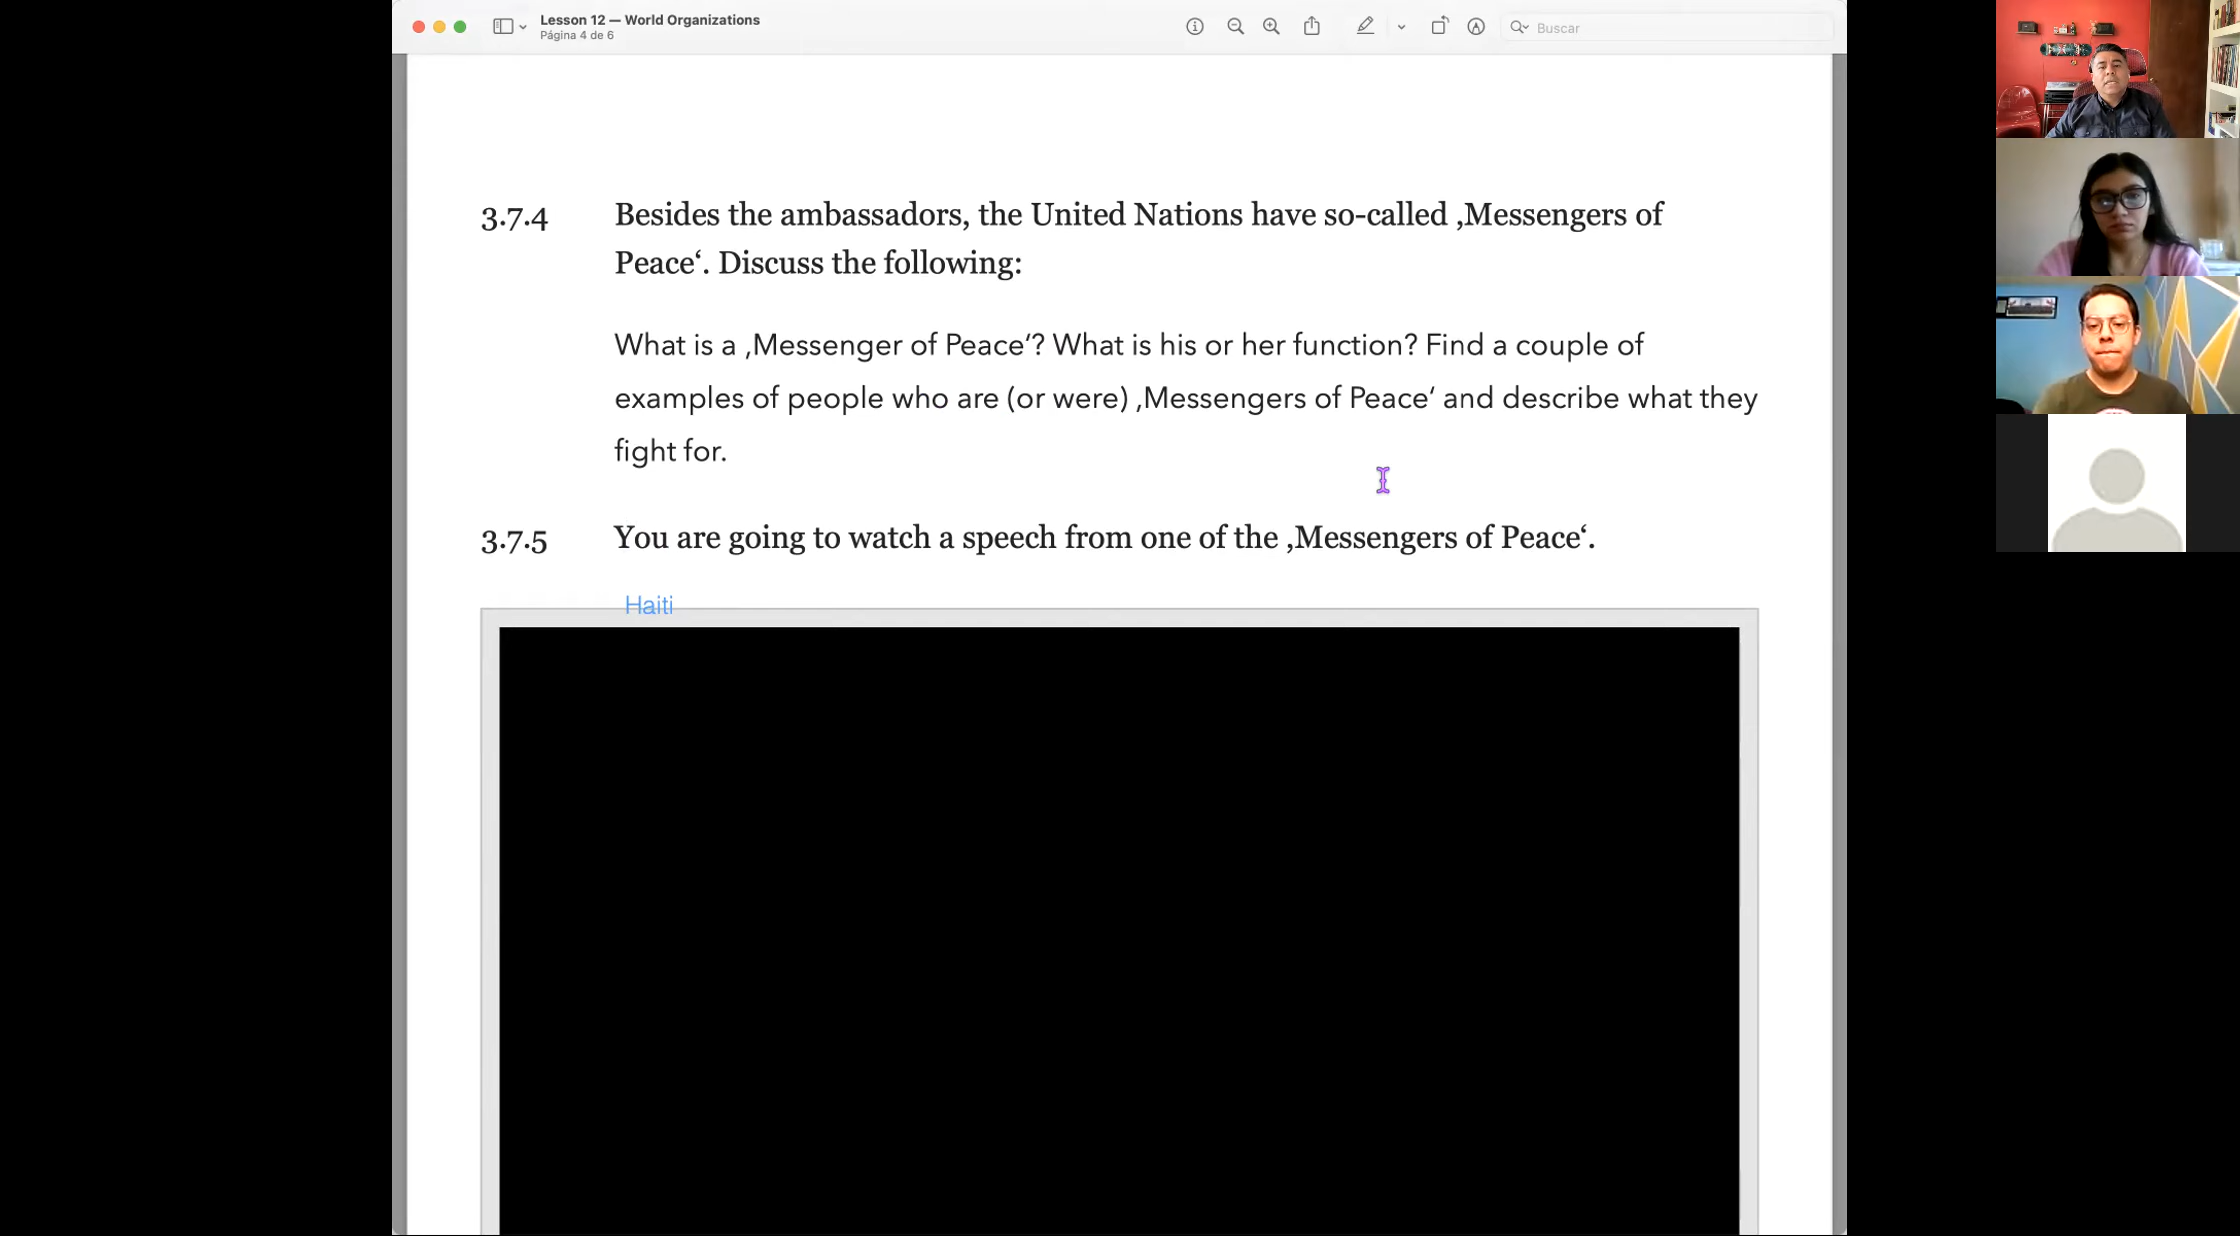 Lesson 12 — World Organizations
Página 4 de 6
Buscar
3.7.4 Besides the ambassadors, the United Nations have so-called ‚Messengers of
Peace‘. Discuss the following:
What is a ‚Messenger of Peace‘? What is his or her function? Find a couple of
examples of people who are (or were) ‚Messengers of Peace‘ and describe what they
fight for.
3.7.5 You are going to watch a speech from one of the ‚Messengers of Peace‘.
Haiti